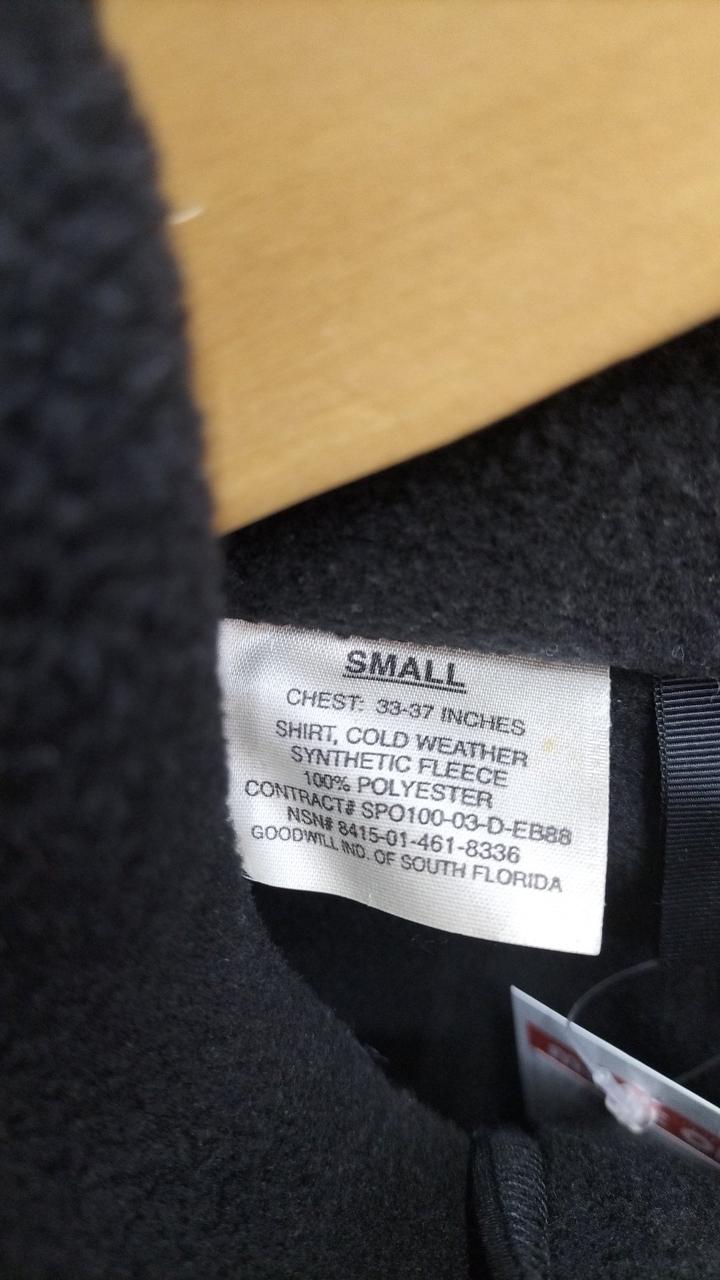 SMALL
CHEST: 33-37 INCHES
SHIRT, COLD WEATHER
SYNTHETIC FLEECE
100% POLYESTER
CONTRACT# SPO100-03-D-EB88
NSN# 8415-01-461-8336
GOODWILL IND. OF SOUTH FLORIDA